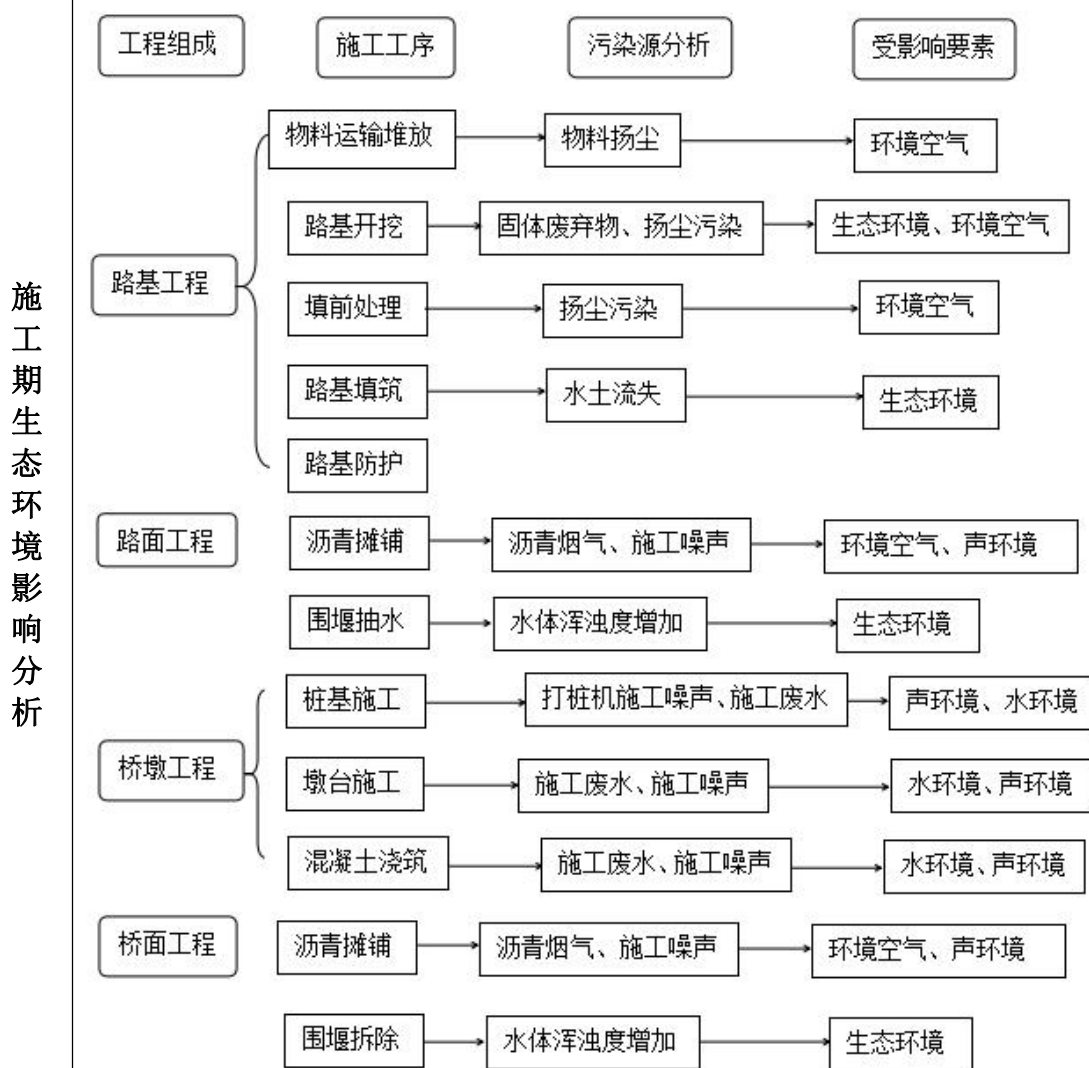 施工期生态环境影响分析
工程组成 施工工序 污染源分析 受影响要素
物料运输堆放 物料扬尘 环境空气
路基开挖 固体废弃物、扬尘污染 生态环境、环境空气
路基工程
填前处理 扬尘污染 环境空气
路基填筑 水土流失 生态环境
路基防护
路面工程 沥青摊铺 沥青烟气、施工噪声 环境空气、声环境
围堰抽水 水体浑浊度增加 生态环境
桩基施工 打桩机施工噪声、施工废水 声环境、水环境
桥墩工程 墩台施工 施工废水、施工噪声 水环境、声环境
混凝土浇筑 施工废水、施工噪声 水环境、声环境
桥面工程 沥青摊铺 沥青烟气、施工噪声 环境空气、声环境
围堰拆除 水体浑浊度增加 生态环境